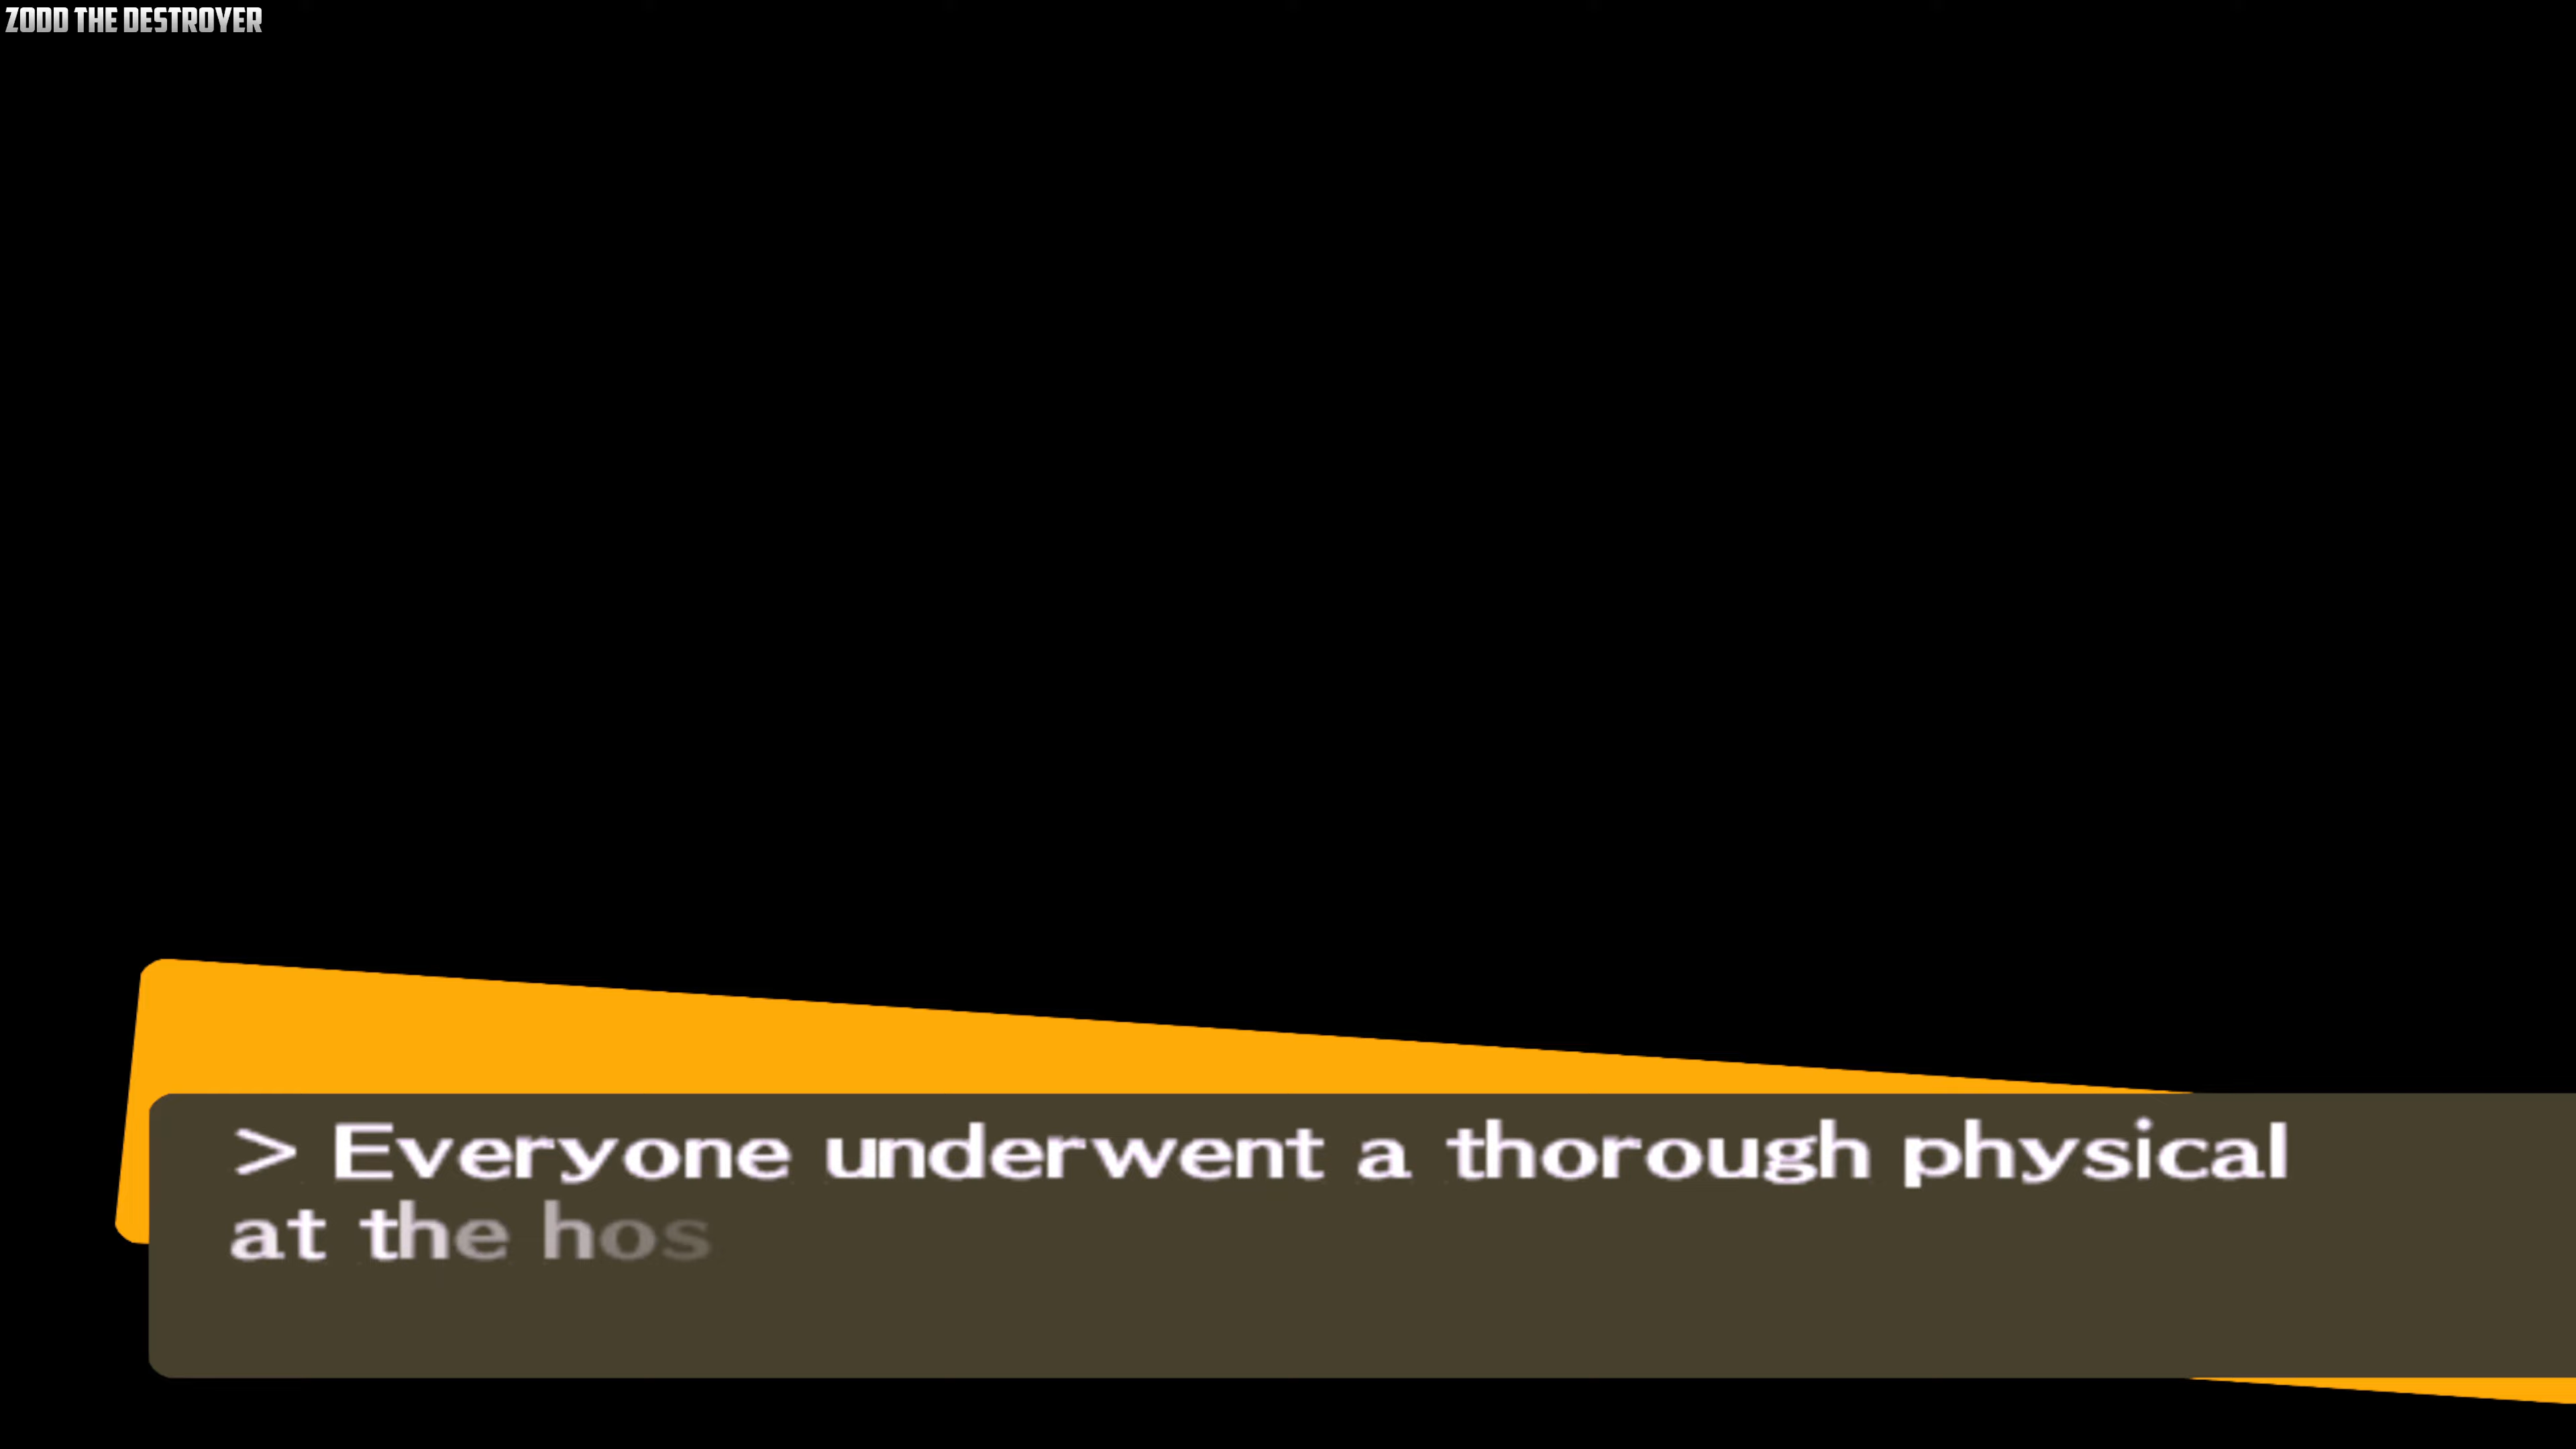 ZODD THE DESTROYER
> Everyone underwent a thorough physical
at the hos